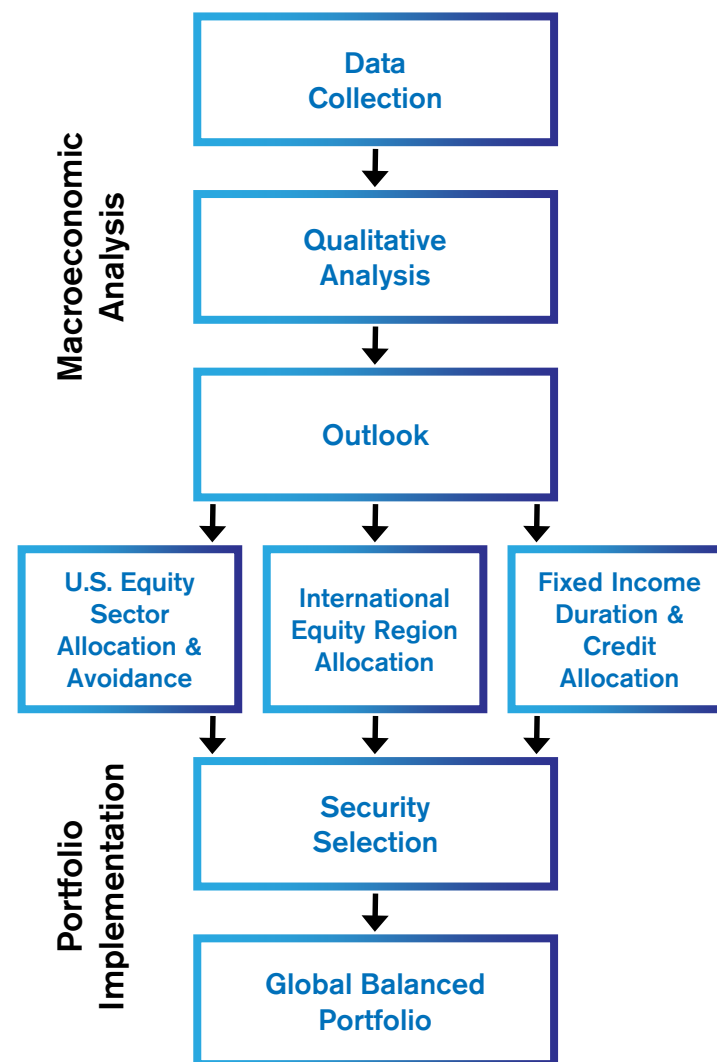 Macroeconomic
Analysis
Data
Collection
Qualitative
Analysis
Outlook
U.S. Equity
Sector
Allocation &
Avoidance
International
Equity Region
Allocation
Fixed Income
Duration &
Credit
Allocation
Portfolio
Implementation
Security
Selection
Global Balanced
Portfolio